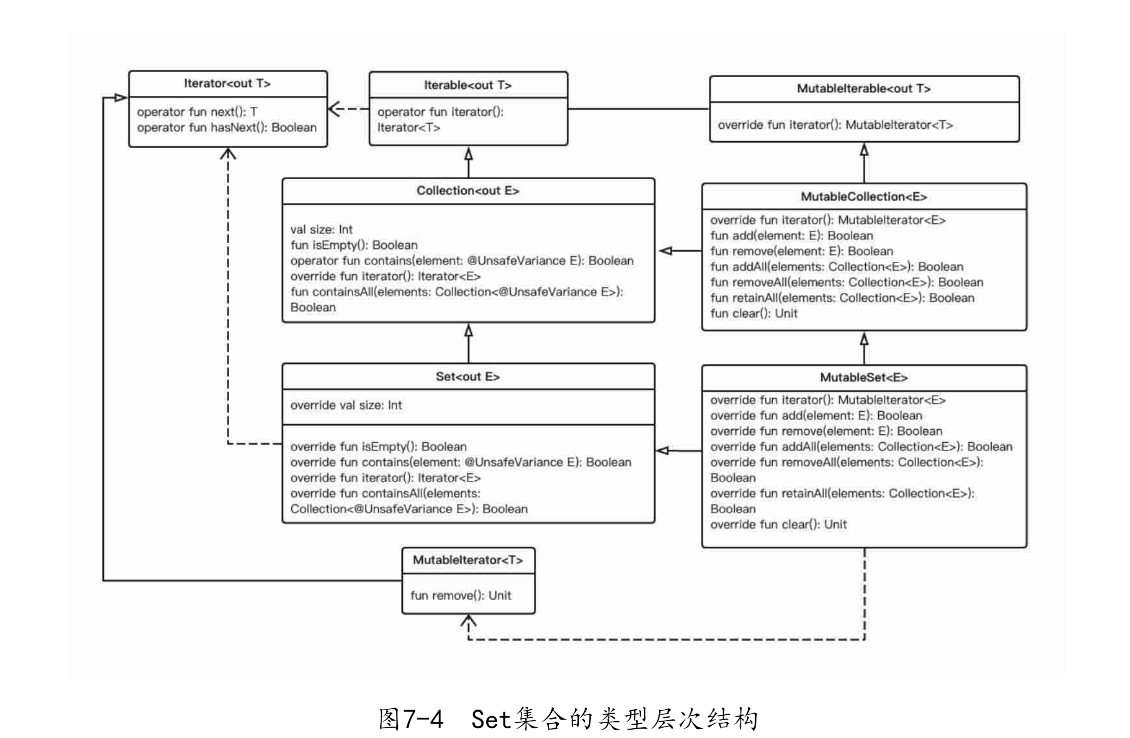 Iterator<out T>
operator fun next(): T
operator fun hasNext(): Boolean
Iterable<out T>
operator fun iterator():
Iterator<T>
MutableIterable<out T>
override fun iterator(): MutableIterator<T>
Collection<out E>
val size: Int
fun isEmpty(): Boolean
operator fun contains(element: @UnsafeVariance E): Boolean
override fun iterator(): Iterator<E>
fun containsAll(elements: Collection<@UnsafeVariance E>):
Boolean
MutableCollection<E>
override fun iterator(): MutableIterator<E>
fun add(element: E): Boolean
fun remove(element: E): Boolean
fun addAll(elements: Collection<E>): Boolean
fun removeAll(elements: Collection<E>): Boolean
fun retainAll(elements: Collection<E>): Boolean
fun clear(): Unit
Set<out E>
override val size: Int
override fun isEmpty(): Boolean
override fun contains(element: @UnsafeVariance E): Boolean
override fun iterator(): Iterator<E>
override fun containsAll(elements:
Collection<@UnsafeVariance E>): Boolean
MutableSet<E>
override fun iterator(): MutableIterator<E>
override fun add(element: E): Boolean
override fun remove(element: E): Boolean
override fun addAll(elements: Collection<E>): Boolean
override fun removeAll(elements: Collection<E>):
Boolean
override fun retainAll(elements: Collection<E>):
Boolean
override fun clear(): Unit
MutableIterator<T>
fun remove(): Unit
图7-4 Set集合的类型层次结构